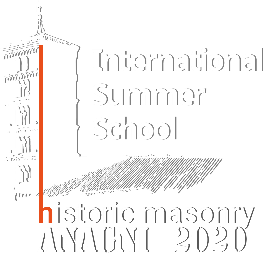 International
Summer
School
historic masonry
ANAGNI 2020